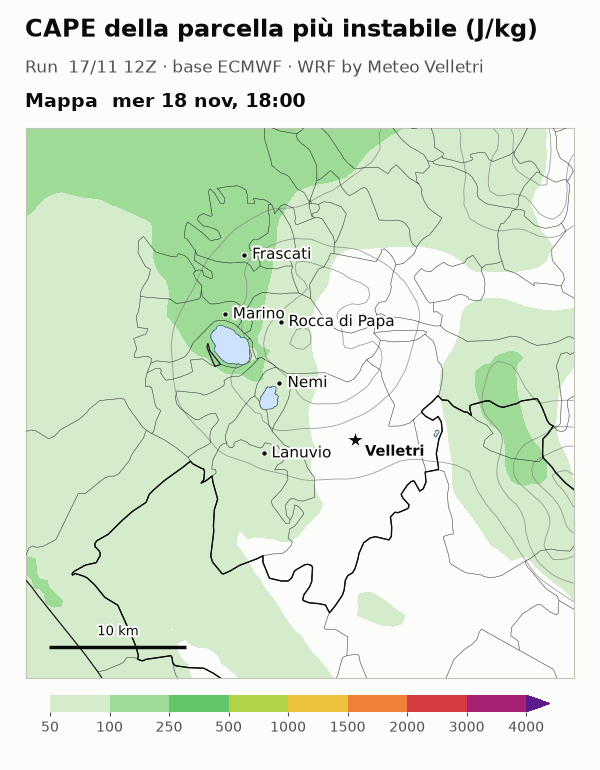 CAPE della parcella più instabile (J/kg)
Run  17/11 12Z · base ECMWF · WRF by Meteo Velletri
Mappa  mer 18 nov, 18:00
Frascati
Marino
Rocca di Papa
Nemi
Velletri
Lanuvio
10 km
50 100 250 500 1000 1500 2000 3000 4000